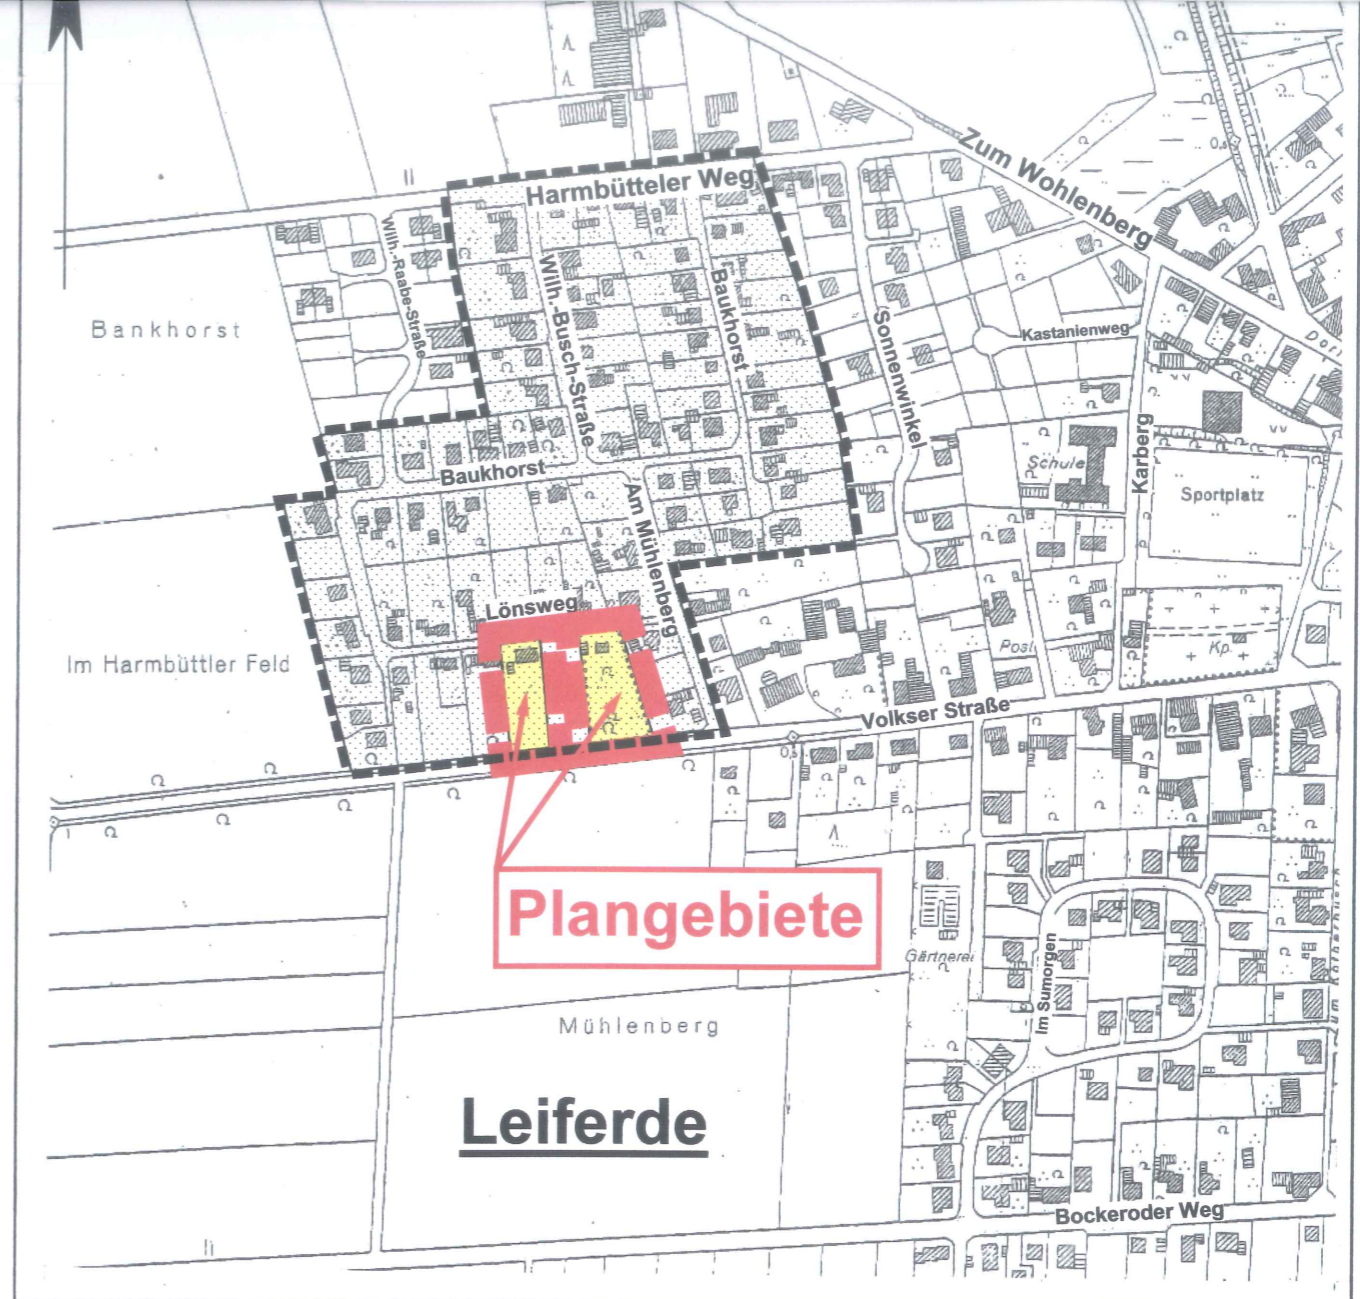 Zum Wohlenberg
Harmbütteler Weg
Wilh.-Raabe-Straße
Wilh.-Busch-Straße
Baukhorst
Sonnenwinkel
Bankhorst
Kastanienweg
Karberg
Schule
Baukhorst
Sportplatz
Am Mühlenberg
Lönsweg
Im Harmbüttler Feld
Post
Kp.
Volkser Straße
Plangebiete
Gärtnerei
Im Sumorgen
Mühlenberg
Leiferde
Bockeroder Weg